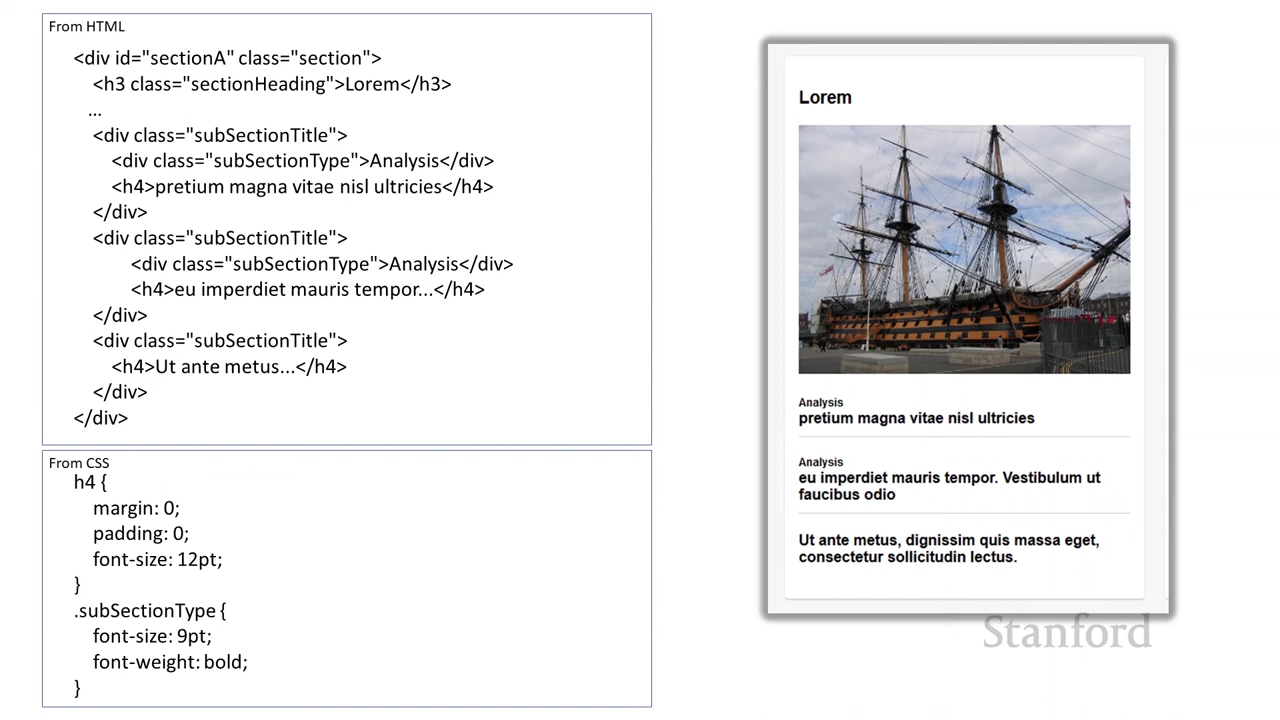 From HTML
<div id="sectionA" class="section">
<h3 class="sectionHeading">Lorem</h3>
...
<div class="subSectionTitle">
<div class="subSectionType">Analysis</div>
<h4>pretium magna vitae nisl ultricies</h4>
</div>
<div class="subSectionTitle">
<div class="subSectionType">Analysis</div>
<h4>eu imperdiet mauris tempor...</h4>
</div>
<div class="subSectionTitle">
<h4>Ut ante metus...</h4>
</div>
</div>
From CSS
h4 {
margin: 0;
padding: 0;
font-size: 12pt;
}
.subSectionType {
font-size: 9pt;
font-weight: bold;
}
Lorem
Analysis
pretium magna vitae nisl ultricies
Analysis
eu imperdiet mauris tempor. Vestibulum ut
faucibus odio
Ut ante metus, dignissim quis massa eget,
consectetur sollicitudin lectus.
Stanford